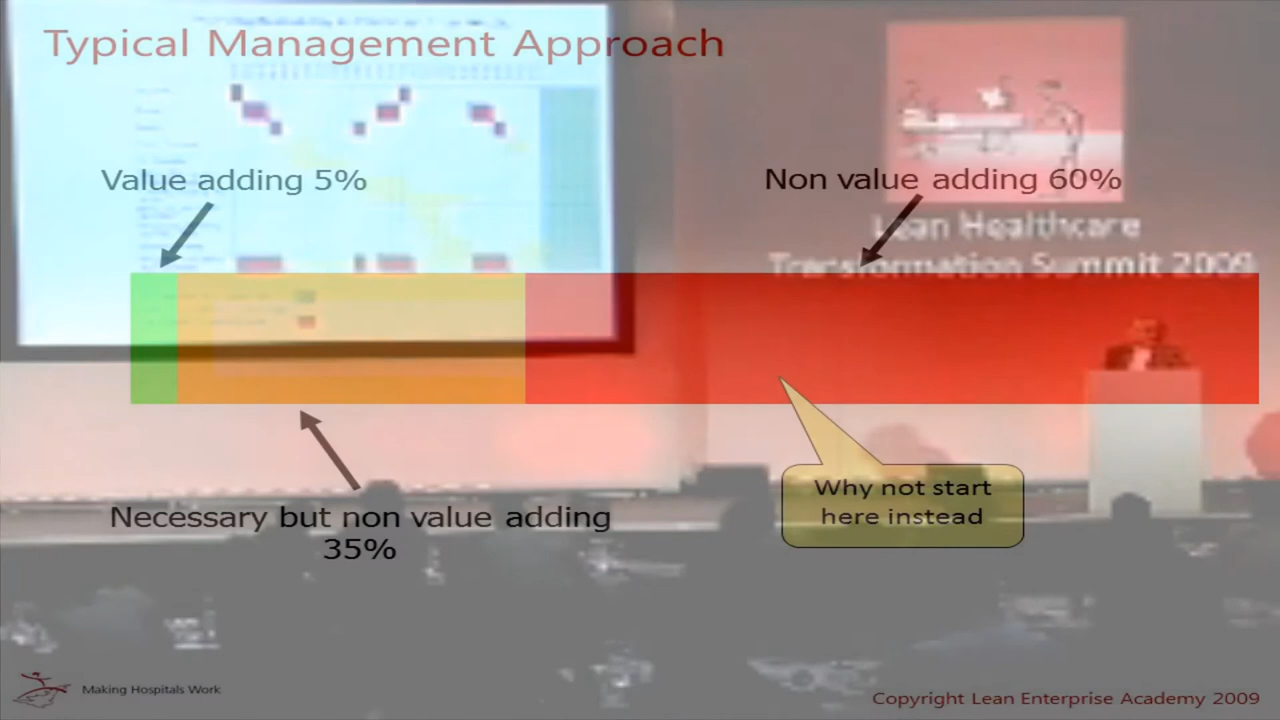 Typical Management Approach
Value adding 5%
Non value adding 60%
Lean Healthcare
Transformation Summit 2009
Why not start
here instead
Necessary but non value adding
35%
Making Hospitals Work
Copyright Lean Enterprise Academy 2009